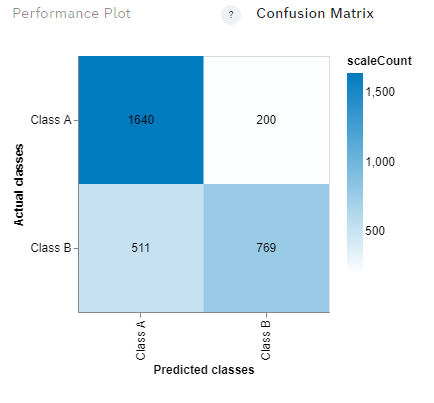 Performance Plot
?
Confusion Matrix
scaleCount
1,500
1,000
500
Actual classes
Class A
1640
200
Class B
511
769
Class A
Class B
Predicted classes